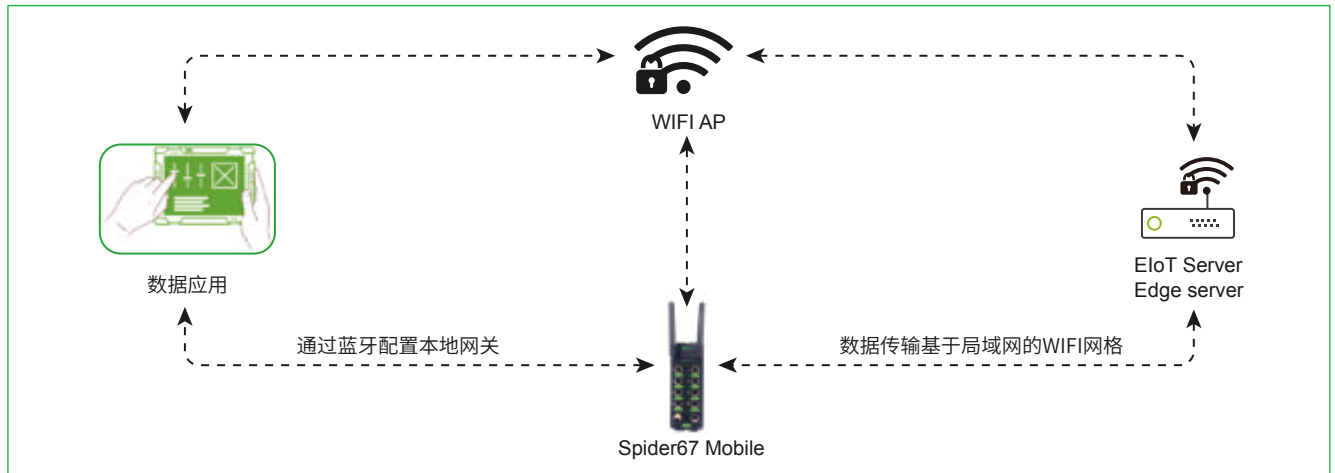 WIFI AP
数据应用
EIoT Server
Edge server
通过蓝牙配置本地网关
数据传输基于局域网的WIFI网格
Spider67 Mobile